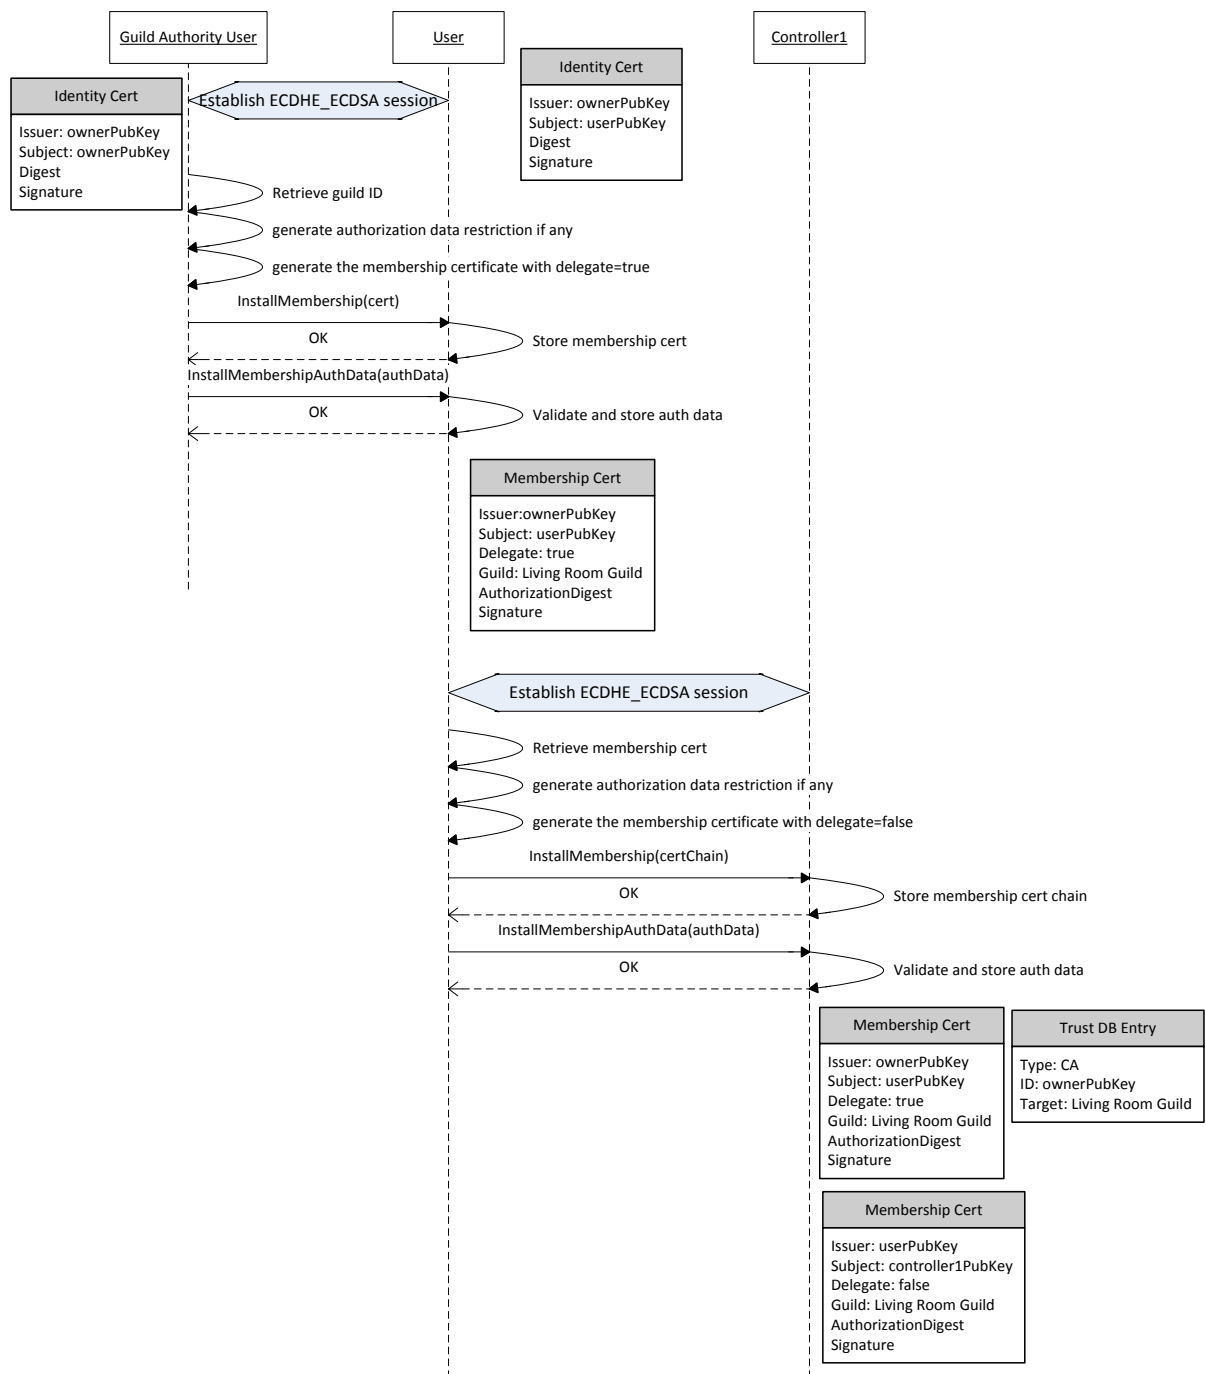 Guild Authority User
User
Controller1
Identity Cert
Issuer: ownerPubKey
Subject: ownerPubKey
Digest
Signature
Establish ECDHE_ECDSA session
Identity Cert
Issuer: ownerPubKey
Subject: userPubKey
Digest
Signature
Retrieve guild ID
generate authorization data restriction if any
generate the membership certificate with delegate=true
InstallMembership(cert)
OK
Store membership cert
InstallMembershipAuthData(authData)
OK
Validate and store auth data
Membership Cert
Issuer:ownerPubKey
Subject: userPubKey
Delegate: true
Guild: Living Room Guild
AuthorizationDigest
Signature
Establish ECDHE_ECDSA session
Retrieve membership cert
generate authorization data restriction if any
generate the membership certificate with delegate=false
InstallMembership(certChain)
OK
Store membership cert chain
InstallMembershipAuthData(authData)
OK
Validate and store auth data
Membership Cert
Issuer: ownerPubKey
Subject: userPubKey
Delegate: true
Guild: Living Room Guild
AuthorizationDigest
Signature
Trust DB Entry
Type: CA
ID: ownerPubKey
Target: Living Room Guild
Membership Cert
Issuer: userPubKey
Subject: controller1PubKey
Delegate: false
Guild: Living Room Guild
AuthorizationDigest
Signature